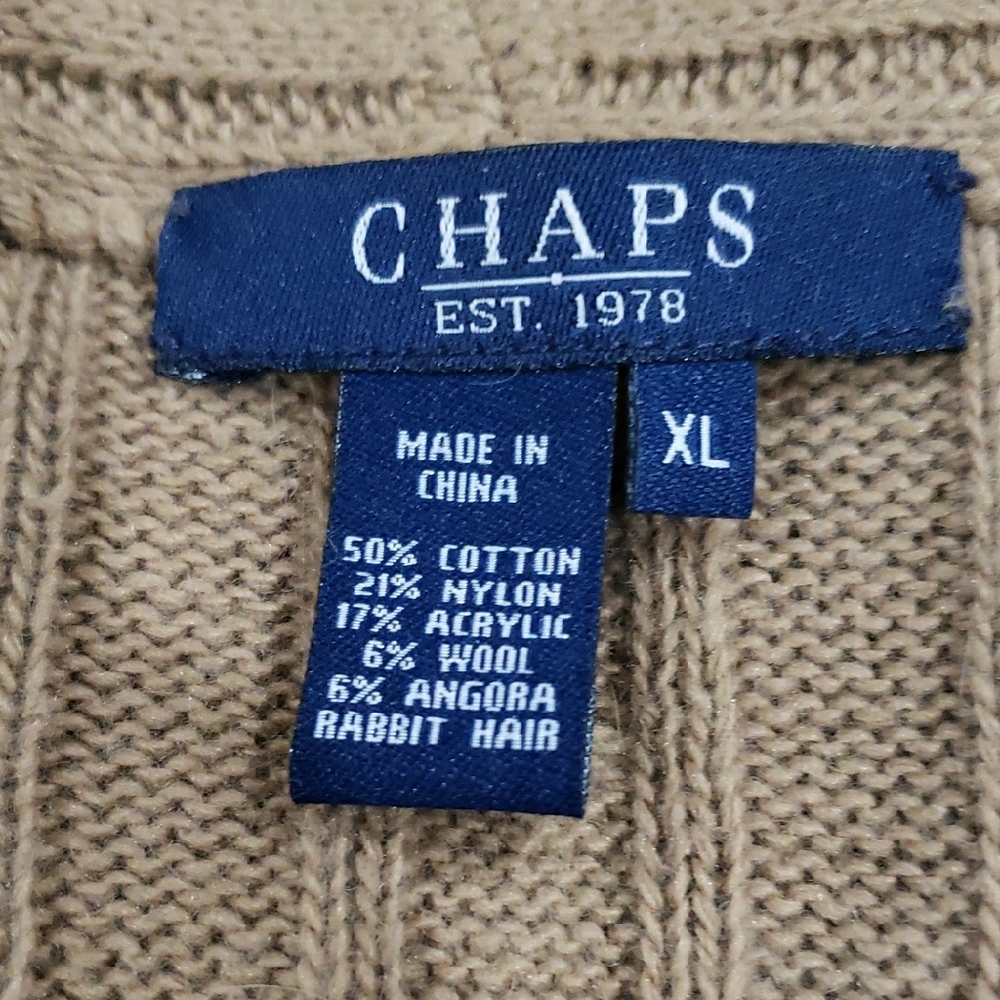 CHAPS
EST. 1978
XL
MADE IN
CHINA
50% COTTON
21% NYLON
17% ACRYLIC
6% WOOL
6% ANGORA
RABBIT HAIR